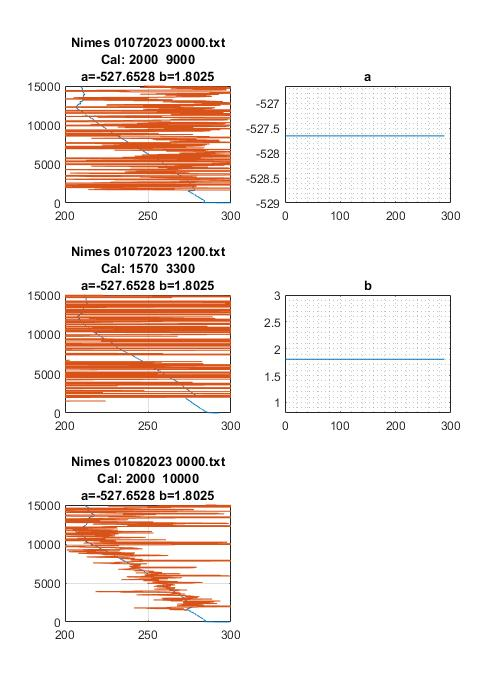 Nimes 01072023 0000.txt
Cal: 2000 9000
a=-527.6528 b=1.8025
15000
10000
5000
0
200 250 300
a
-527
-527.5
-528
-528.5
-529
0 100 200 300
Nimes 01072023 1200.txt
Cal: 1570 3300
a=-527.6528 b=1.8025
15000
10000
5000
0
200 250 300
b
3
2.5
2
1.5
1
0 100 200 300
Nimes 01082023 0000.txt
Cal: 2000 10000
a=-527.6528 b=1.8025
15000
10000
5000
0
200 250 300